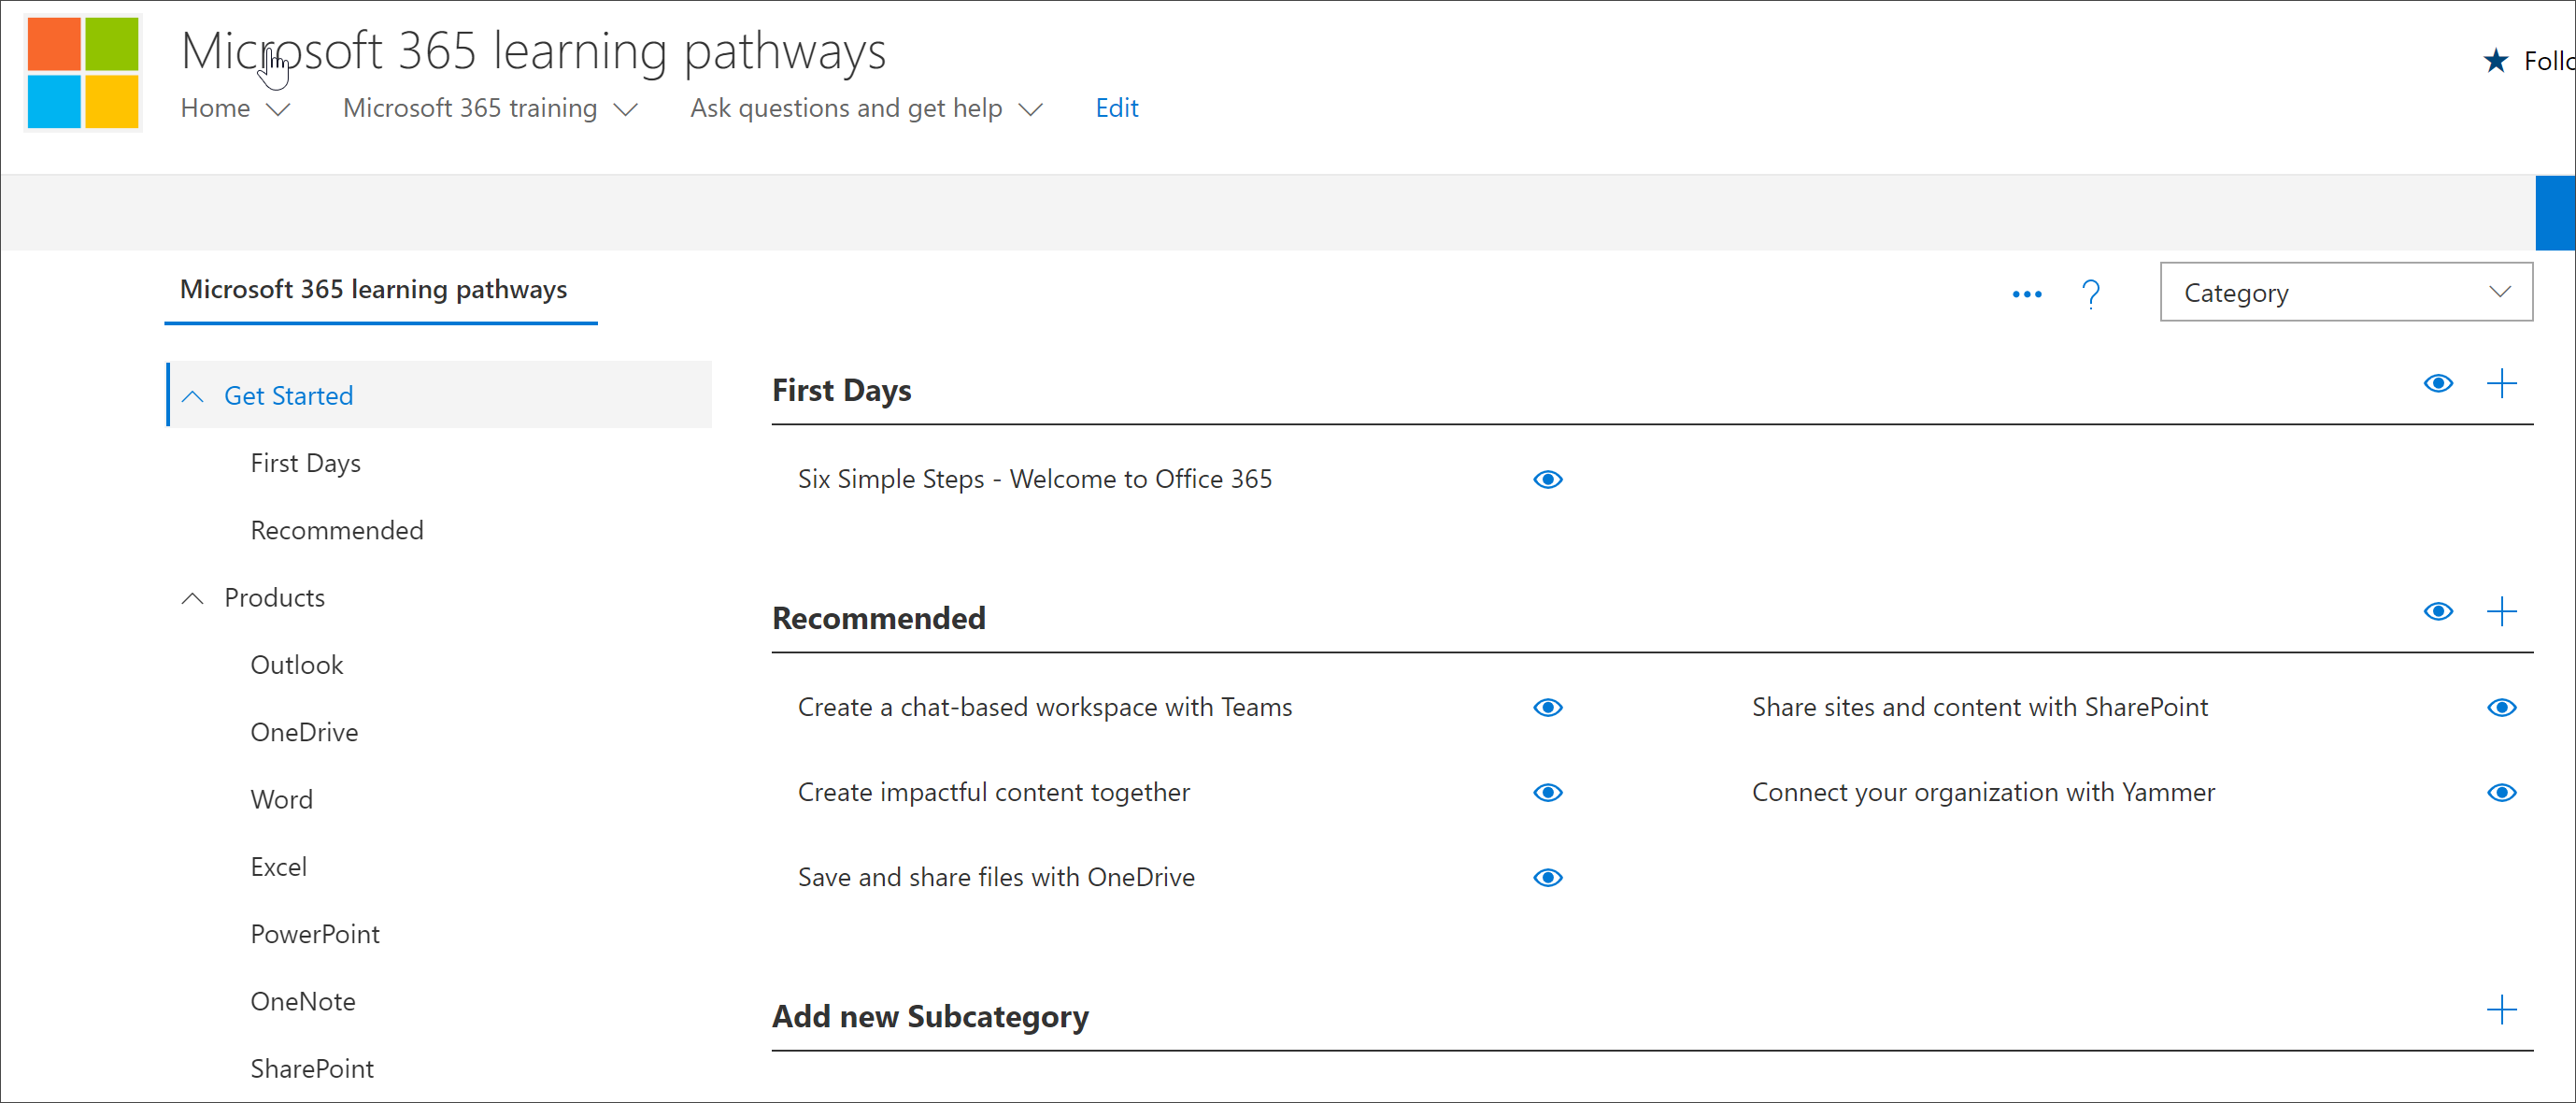 Microsoft 365 learning pathways
Follo
Home Microsoft 365 training Ask questions and get help Edit
Microsoft 365 learning pathways
Category
Get Started
First Days
Recommended
Products
Outlook
OneDrive
Word
Excel
PowerPoint
OneNote
SharePoint
First Days
Six Simple Steps - Welcome to Office 365
Recommended
Create a chat-based workspace with Teams
Share sites and content with SharePoint
Create impactful content together
Connect your organization with Yammer
Save and share files with OneDrive
Add new Subcategory